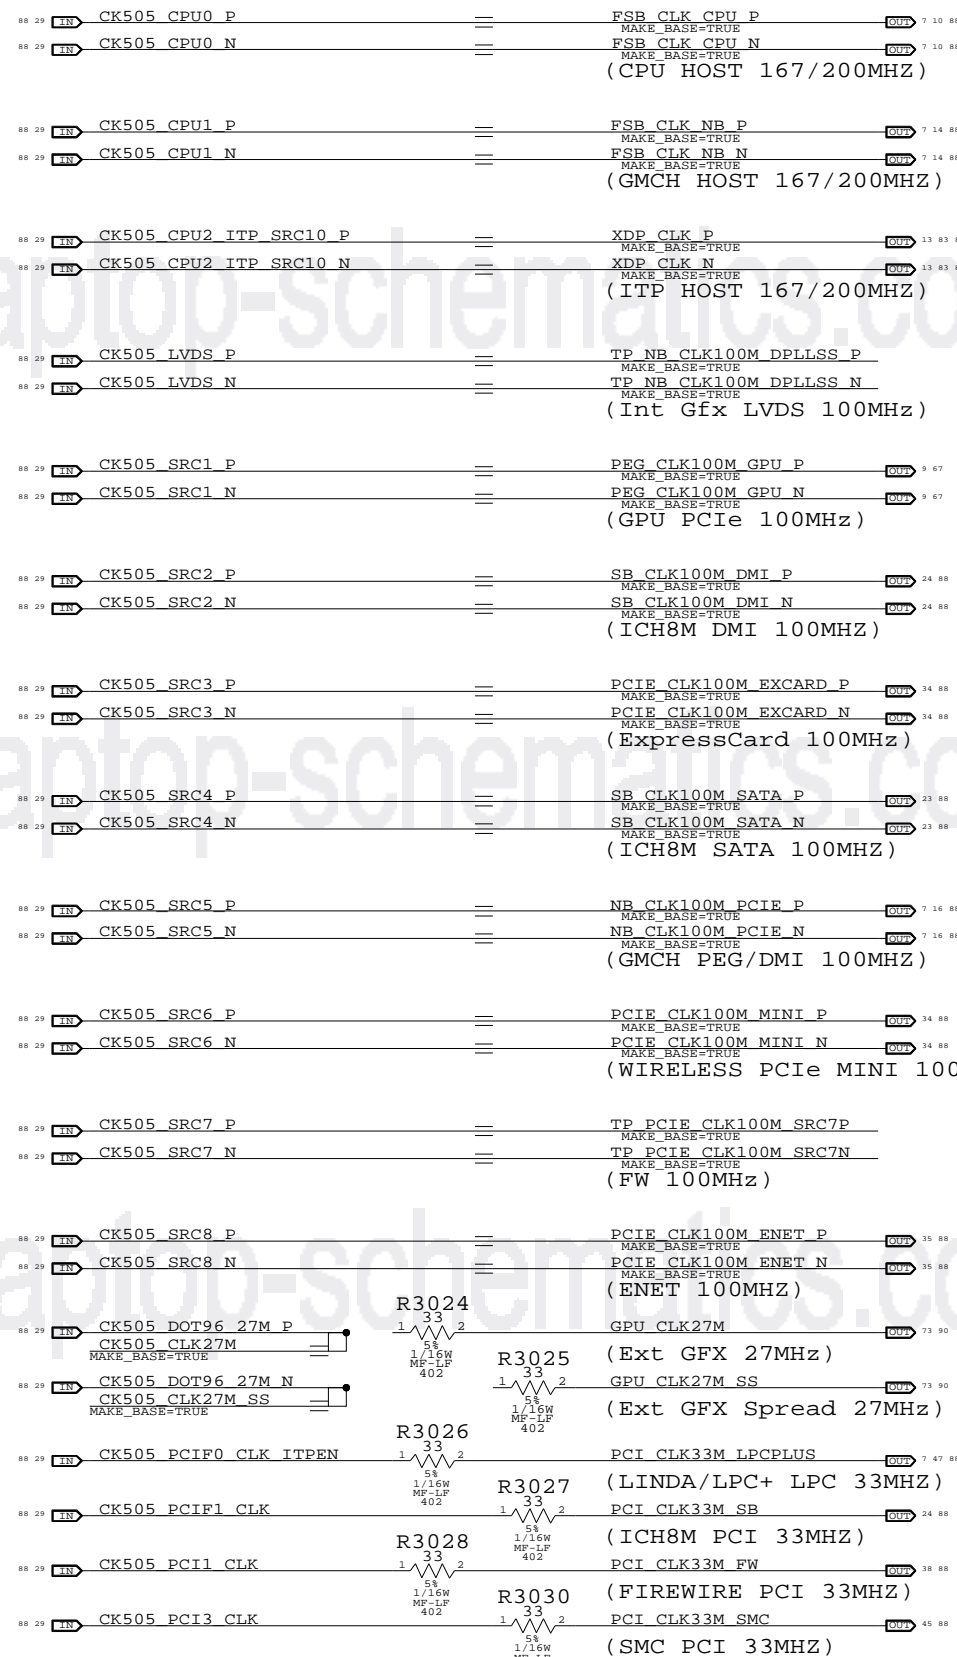 88 29 IN CK505_CPU0_P FSB_CLK_CPU_P OUT 7 10 88
MAKE_BASE=TRUE
88 29 IN CK505_CPU0_N FSB_CLK_CPU_N OUT 7 10 88
MAKE_BASE=TRUE
(CPU HOST 167/200MHZ)
88 29 IN CK505_CPU1_P FSB_CLK_NB_P OUT 7 14 88
MAKE_BASE=TRUE
88 29 IN CK505_CPU1_N FSB_CLK_NB_N OUT 7 14 88
MAKE_BASE=TRUE
(GMCH HOST 167/200MHZ)
88 29 IN CK505_CPU2_ITP_SRC10_P XDP_CLK_P OUT 13 83
MAKE_BASE=TRUE
88 29 IN CK505_CPU2_ITP_SRC10_N XDP_CLK_N OUT 13 83
MAKE_BASE=TRUE
(ITP HOST 167/200MHZ)
88 29 IN CK505_LVDS_P TP_NB_CLK100M_DPLLSS_P
MAKE_BASE=TRUE
88 29 IN CK505_LVDS_N TP_NB_CLK100M_DPLLSS_N
MAKE_BASE=TRUE
(Int Gfx LVDS 100MHz)
88 29 IN CK505_SRC1_P PEG_CLK100M_GPU_P OUT 9 67
MAKE_BASE=TRUE
88 29 IN CK505_SRC1_N PEG_CLK100M_GPU_N OUT 9 67
MAKE_BASE=TRUE
(GPU PCIe 100MHz)
88 29 IN CK505_SRC2_P SB_CLK100M_DMI_P OUT 24 88
MAKE_BASE=TRUE
88 29 IN CK505_SRC2_N SB_CLK100M_DMI_N OUT 24 88
MAKE_BASE=TRUE
(ICH8M DMI 100MHZ)
88 29 IN CK505_SRC3_P PCIE_CLK100M_EXCARD_P OUT 34 88
MAKE_BASE=TRUE
88 29 IN CK505_SRC3_N PCIE_CLK100M_EXCARD_N OUT 34 88
MAKE_BASE=TRUE
(ExpressCard 100MHz)
88 29 IN CK505_SRC4_P SB_CLK100M_SATA_P OUT 23 88
MAKE_BASE=TRUE
88 29 IN CK505_SRC4_N SB_CLK100M_SATA_N OUT 23 88
MAKE_BASE=TRUE
(ICH8M SATA 100MHZ)
88 29 IN CK505_SRC5_P NB_CLK100M_PCIE_P OUT 7 16 88
MAKE_BASE=TRUE
88 29 IN CK505_SRC5_N NB_CLK100M_PCIE_N OUT 7 16 88
MAKE_BASE=TRUE
(GMCH PEG/DMI 100MHZ)
88 29 IN CK505_SRC6_P PCIE_CLK100M_MINI_P OUT 34 88
MAKE_BASE=TRUE
88 29 IN CK505_SRC6_N PCIE_CLK100M_MINI_N OUT 34 88
MAKE_BASE=TRUE
(WIRELESS PCIe MINI 100
88 29 IN CK505_SRC7_P TP_PCIE_CLK100M_SRC7P
MAKE_BASE=TRUE
88 29 IN CK505_SRC7_N TP_PCIE_CLK100M_SRC7N
MAKE_BASE=TRUE
(FW 100MHz)
88 29 IN CK505_SRC8_P PCIE_CLK100M_ENET_P OUT 35 88
MAKE_BASE=TRUE
88 29 IN CK505_SRC8_N PCIE_CLK100M_ENET_N OUT 35 88
MAKE_BASE=TRUE
(ENET 100MHZ)
R3024
33
88 29 IN CK505_DOT96_27M_P 1 2 GPU_CLK27M OUT 73 90
CK505_CLK27M
MAKE_BASE=TRUE
5%
1/16W
MF-LF
402
(Ext GFX 27MHz)
R3025
33
88 29 IN CK505_DOT96_27M_N 1 2 GPU_CLK27M_SS OUT 73 90
CK505_CLK27M_SS
MAKE_BASE=TRUE
5%
1/16W
MF-LF
402
(Ext GFX Spread 27MHz)
R3026
33
88 29 IN CK505_PCIF0_CLK_ITPEN 1 2 PCI_CLK33M_LPCPLUS OUT 7 47 88
5%
1/16W
MF-LF
402
(LINDA/LPC+ LPC 33MHZ)
R3027
33
88 29 IN CK505_PCIF1_CLK 1 2 PCI_CLK33M_SB OUT 24 88
5%
1/16W
MF-LF
402
(ICH8M PCI 33MHZ)
R3028
33
88 29 IN CK505_PCI1_CLK 1 2 PCI_CLK33M_FW OUT 38 88
5%
1/16W
MF-LF
402
(FIREWIRE PCI 33MHZ)
R3030
33
88 29 IN CK505_PCI3_CLK 1 2 PCI_CLK33M_SMC OUT 45 88
5%
1/16W
(SMC PCI 33MHZ)
aptop-schematics.co
aptop-schematics.co
aptop-schematics.co